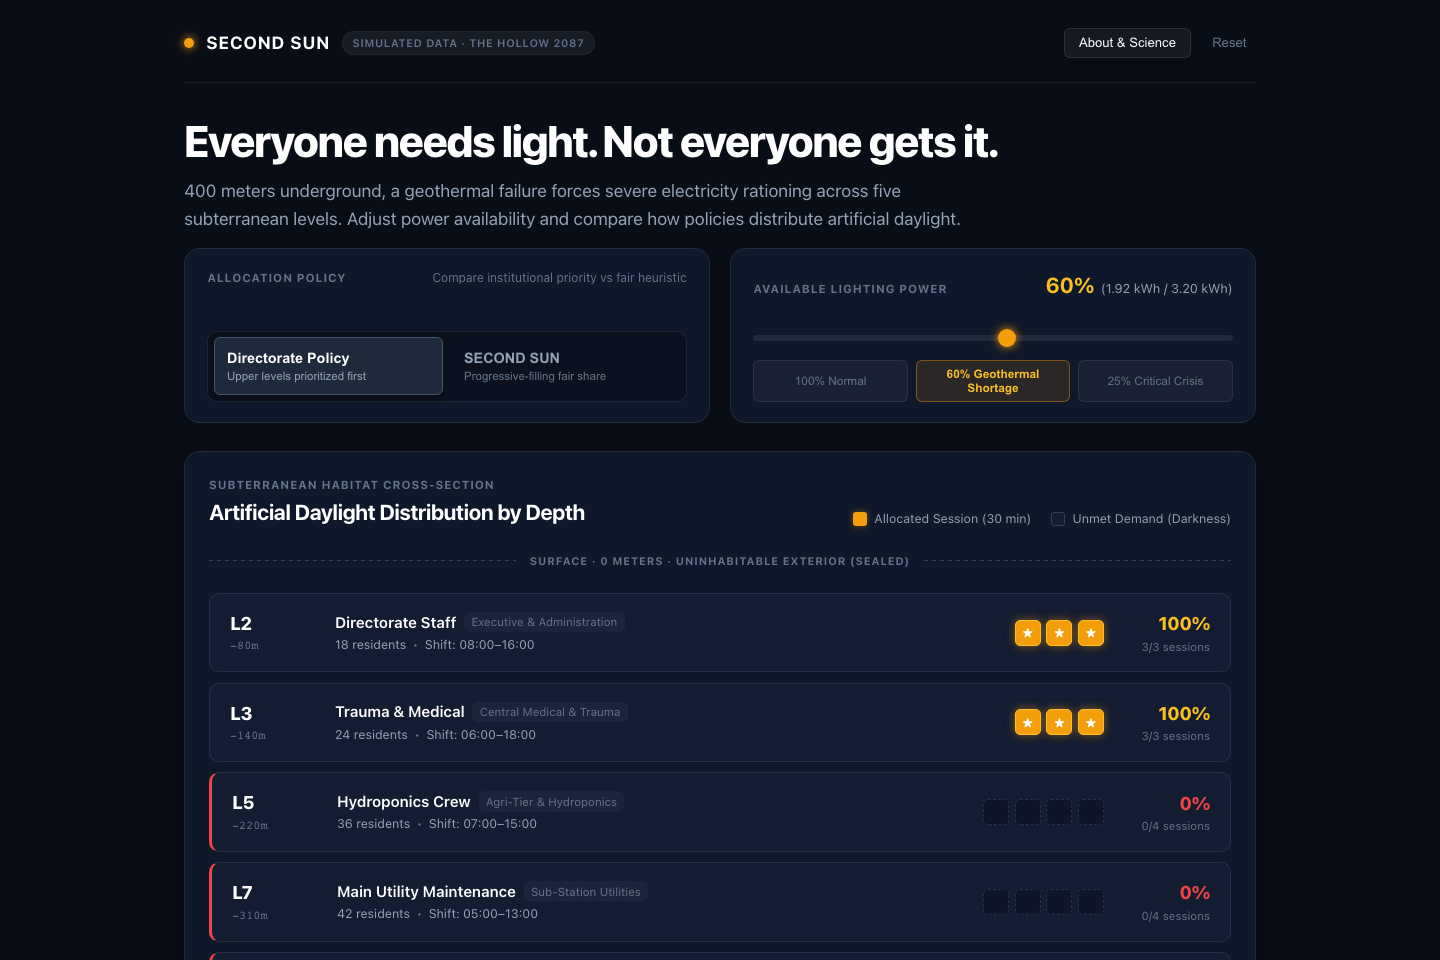 SECOND SUN
SIMULATED DATA · THE HOLLOW 2087
About & Science
Reset
Everyone needs light. Not everyone gets it.
400 meters underground, a geothermal failure forces severe electricity rationing across five
subterranean levels. Adjust power availability and compare how policies distribute artificial daylight.
ALLOCATION POLICY
Compare institutional priority vs fair heuristic
Directorate Policy
Upper levels prioritized first
SECOND SUN
Progressive-filling fair share
AVAILABLE LIGHTING POWER
60% (1.92 kWh / 3.20 kWh)
100% Normal
60% Geothermal
Shortage
25% Critical Crisis
SUBTERRANEAN HABITAT CROSS-SECTION
Artificial Daylight Distribution by Depth
Allocated Session (30 min)
Unmet Demand (Darkness)
SURFACE · 0 METERS · UNINHABITABLE EXTERIOR (SEALED)
L2
−80m
Directorate Staff
Executive & Administration
18 residents • Shift: 08:00–16:00
100%
3/3 sessions
L3
−140m
Trauma & Medical
Central Medical & Trauma
24 residents • Shift: 06:00–18:00
100%
3/3 sessions
L5
−220m
Hydroponics Crew
Agri-Tier & Hydroponics
36 residents • Shift: 07:00–15:00
0%
0/4 sessions
L7
−310m
Main Utility Maintenance
Sub-Station Utilities
42 residents • Shift: 05:00–13:00
0%
0/4 sessions